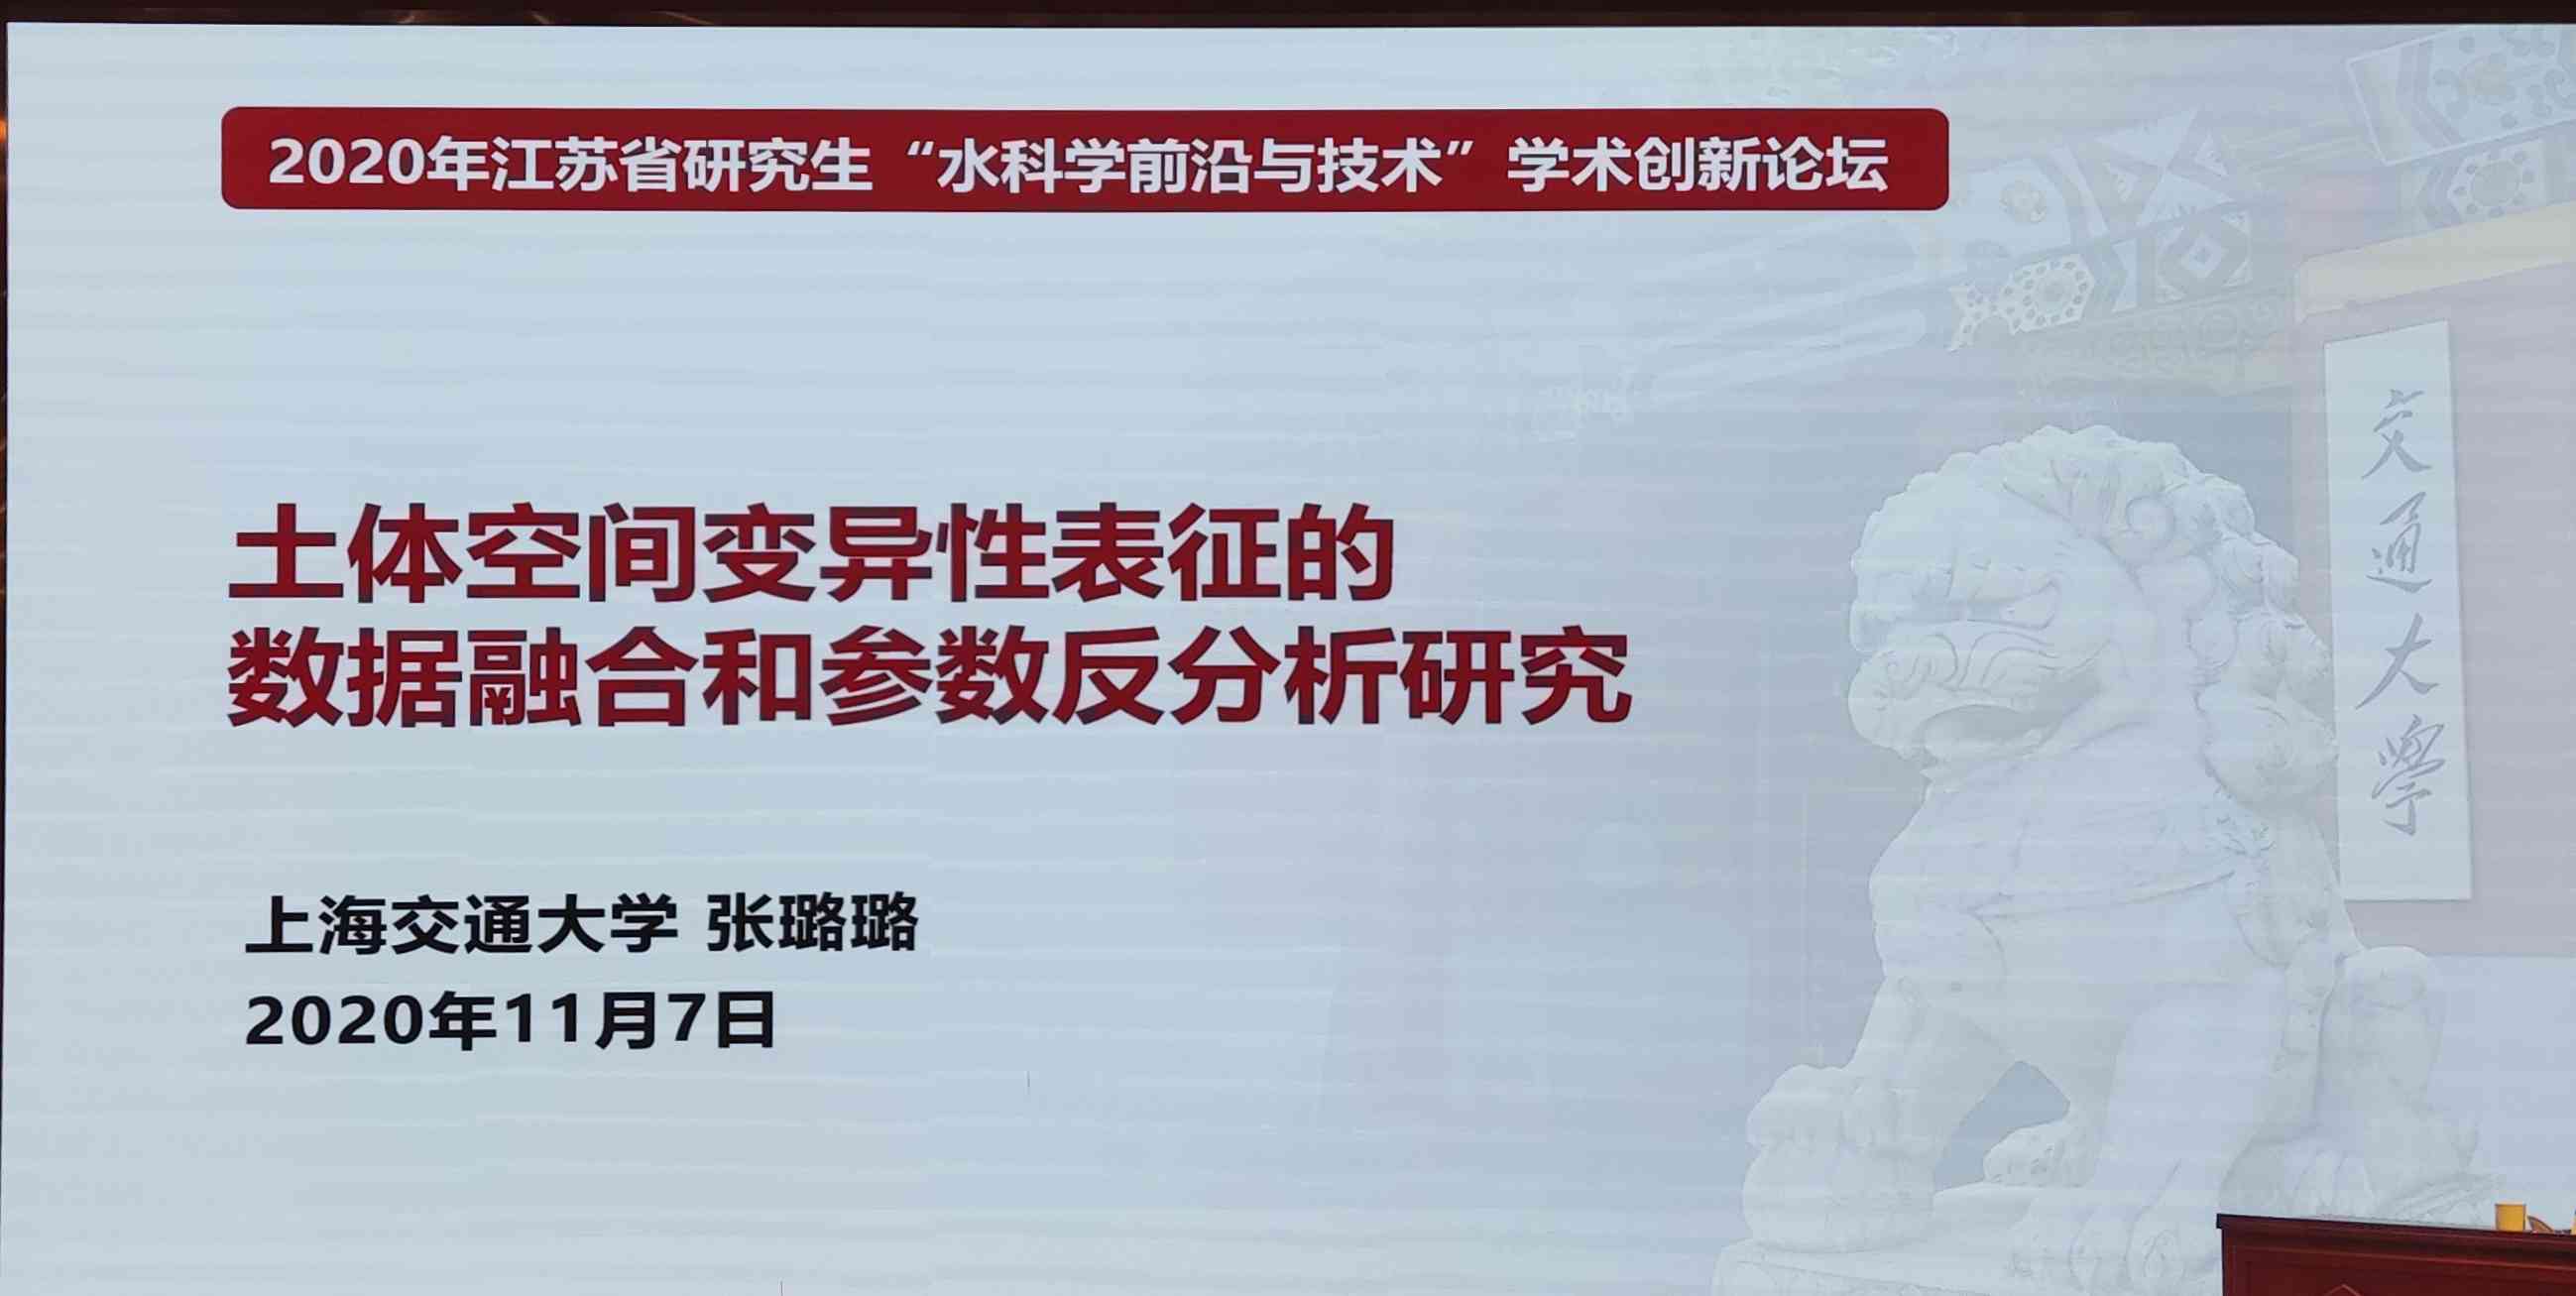 2020年江苏省研究生“水科学前沿与技术”学术创新论坛
土体空间变异性表征的
数据融合和参数反分析研究
上海交通大学 张璐璐
2020年11月7日
交通大學